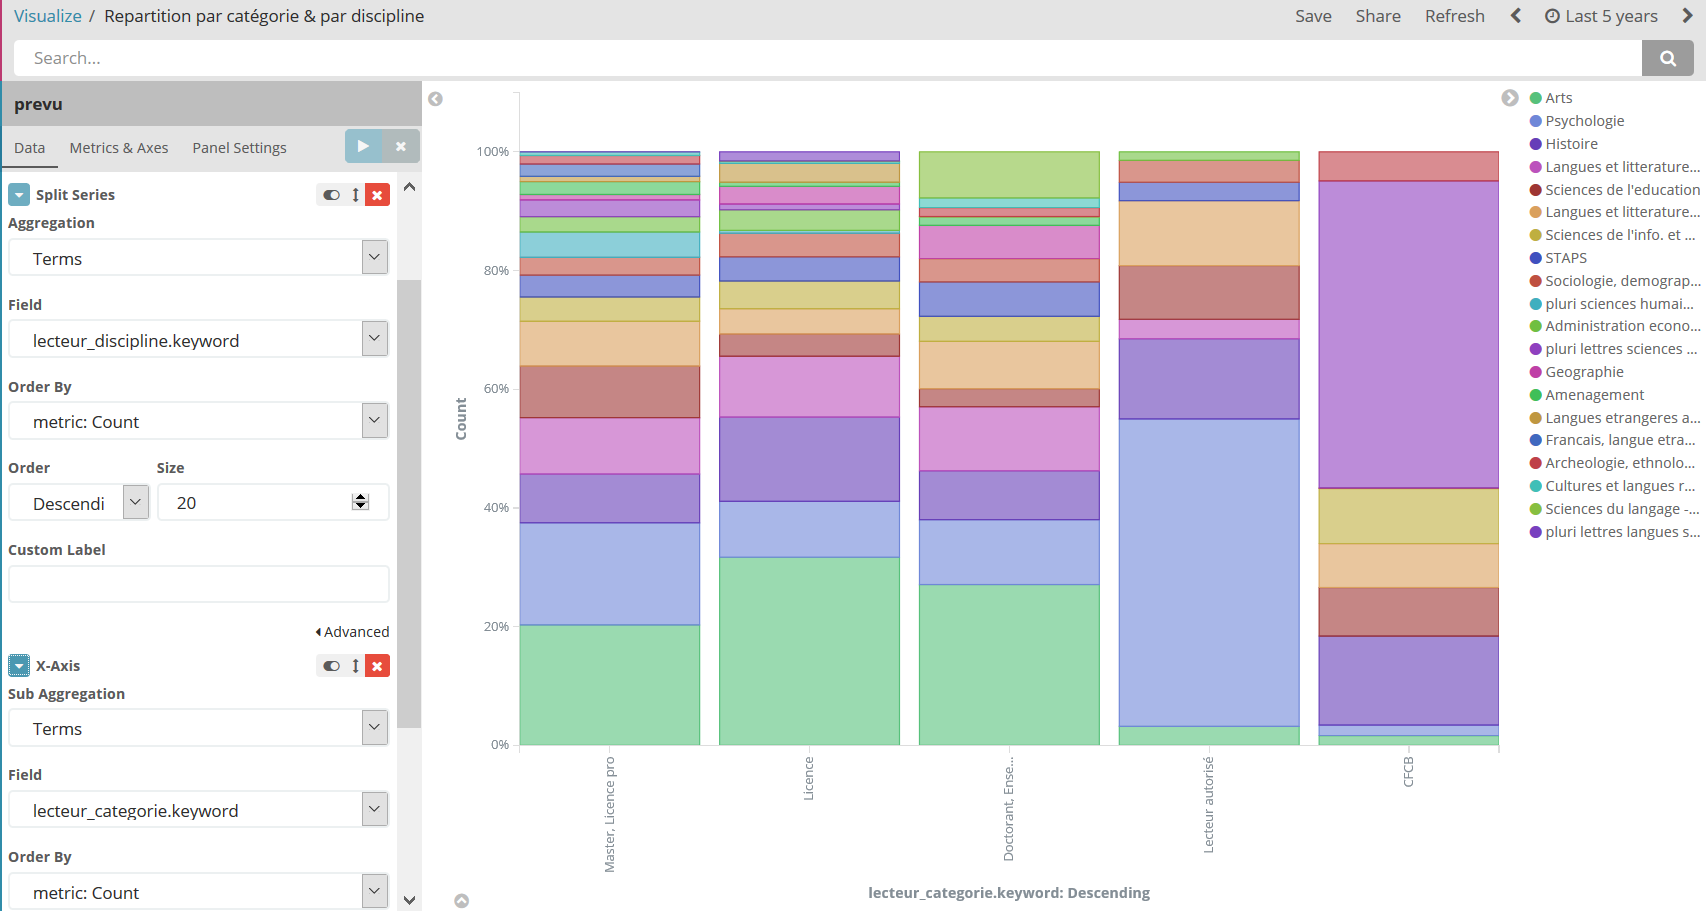 Visualize / Repartition par catégorie & par discipline
Save Share Refresh Last 5 years
Search...
prevu
Data Metrics & Axes Panel Settings
Split Series
Aggregation
Terms
Field
lecteur_discipline.keyword
Order By
metric: Count
Order Size
Descendi 20
Custom Label
Advanced
X-Axis
Sub Aggregation
Terms
Field
lecteur_categorie.keyword
Order By
metric: Count
100%
80%
60%
40%
20%
0%
Count
Master, Licence pro
Licence
Doctorant, Ense...
Lecteur autorisé
CFCB
lecteur_categorie.keyword: Descending
Arts
Psychologie
Histoire
Langues et litterature...
Sciences de l'education
Langues et litterature...
Sciences de l'info. et ...
STAPS
Sociologie, demograp...
pluri sciences humai...
Administration econo...
pluri lettres sciences ...
Geographie
Amenagement
Langues etrangeres a...
Francais, langue etra...
Archeologie, ethnolo...
Cultures et langues r...
Sciences du langage -...
pluri lettres langues s...